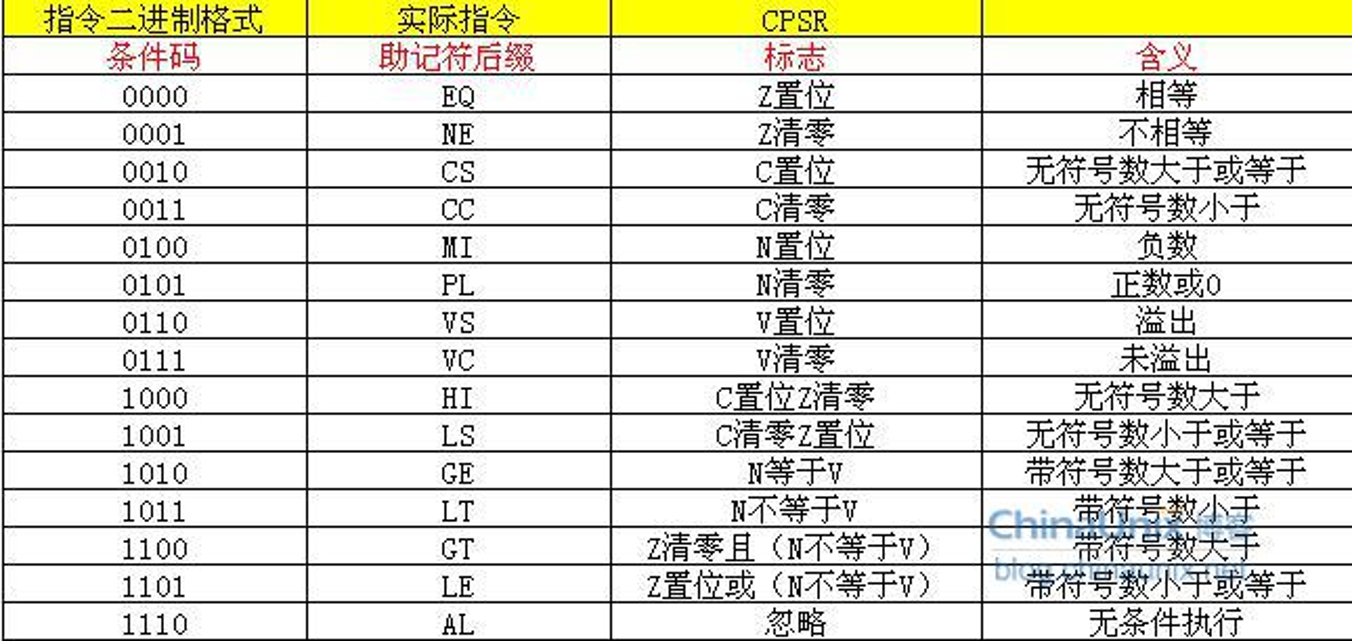 指令二进制格式 实际指令 CPSR
条件码 助记符后缀 标志 含义
0000 EQ Z置位 相等
0001 NE Z清零 不相等
0010 CS C置位 无符号数大于或等于
0011 CC C清零 无符号数小于
0100 MI N置位 负数
0101 PL N清零 正数或0
0110 VS V置位 溢出
0111 VC V清零 未溢出
1000 HI C置位Z清零 无符号数大于
1001 LS C清零Z置位 无符号数小于或等于
1010 GE N等于V 带符号数大于或等于
1011 LT N不等于V 带符号数小于
1100 GT Z清零且（N不等于V） 带符号数大于
1101 LE Z置位或（N不等于V） 带符号数小于或等于
1110 AL 忽略 无条件执行
ChinaUnix 博客
blog.chinaunix.net